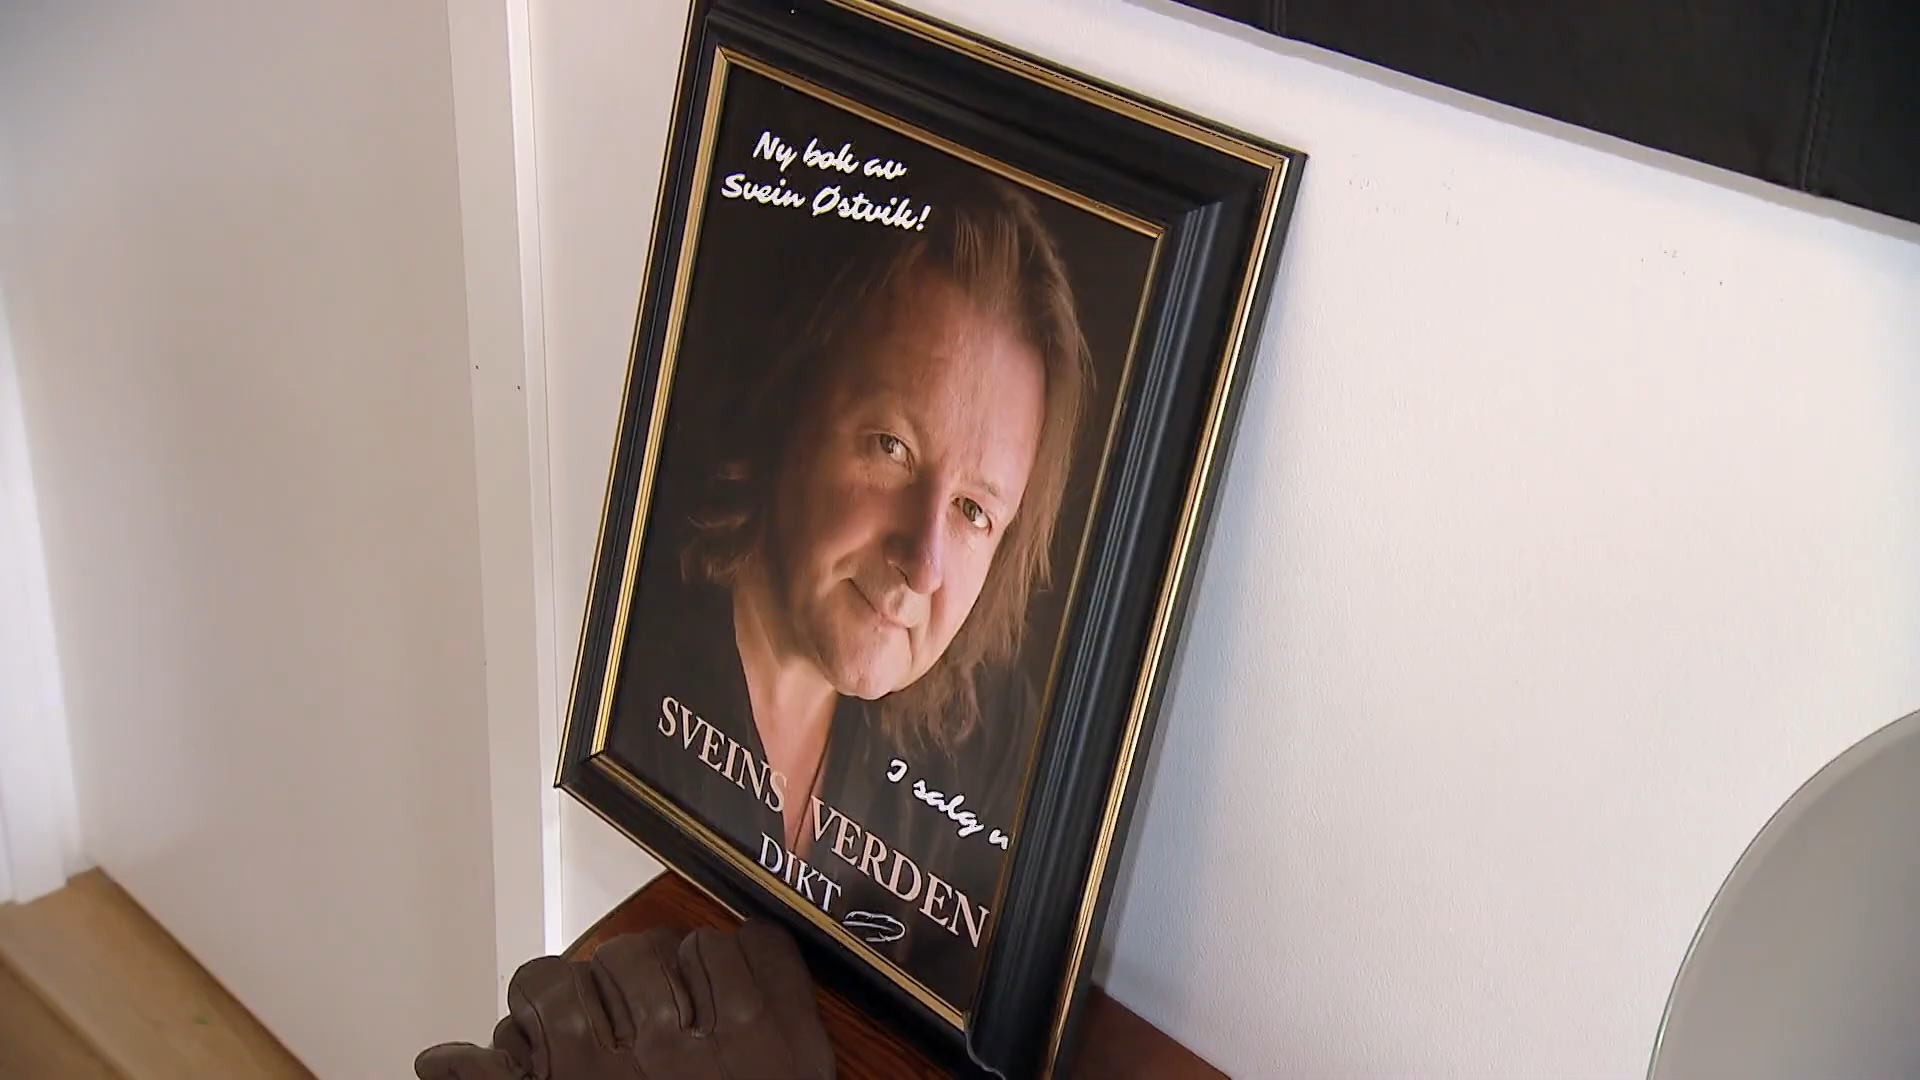 Ny bok av
Svein Østvik!
I salg
SVEINS VERDEN
DIKT